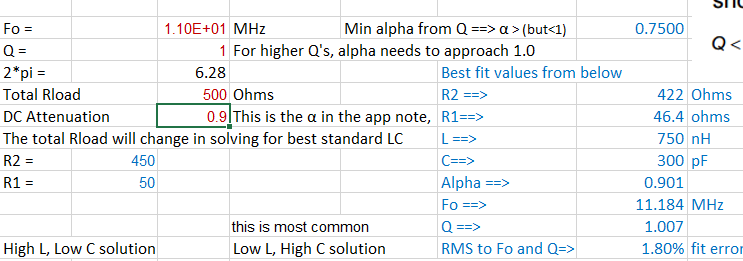 Fo = 1.10E+01 MHz Min alpha from Q ==> α > (but<1) 0.7500
Q = 1 For higher Q's, alpha needs to approach 1.0 Q <
2*pi = 6.28 Best fit values from below
Total Rload 500 Ohms R2 ==> 422 Ohms
DC Attenuation 0.9 This is the α in the app note, R1==> 46.4 ohms
The total Rload will change in solving for best standard LC L ==> 750 nH
R2 = 450 C==> 300 pF
R1 = 50 Alpha ==> 0.901
Fo ==> 11.184 MHz
this is most common Q ==> 1.007
High L, Low C solution Low L, High C solution RMS to Fo and Q=> 1.80% fit error